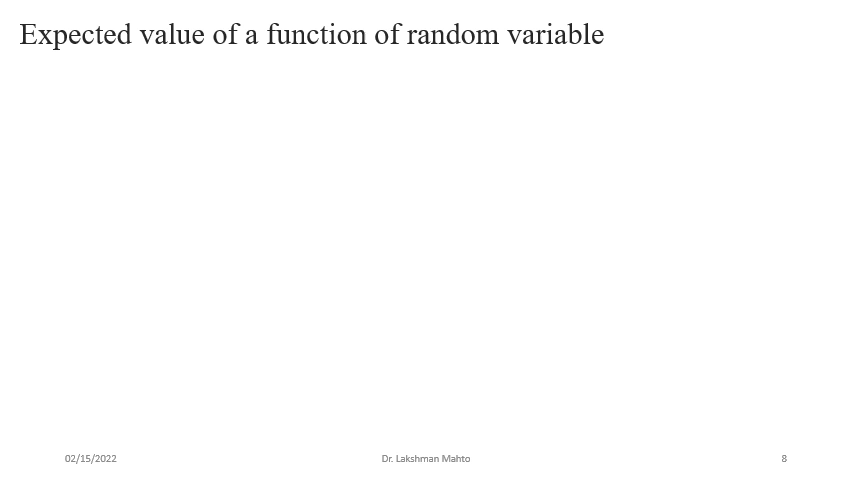 Expected value of a function of random variable
02/15/2022
Dr. Lakshman Mahto
8